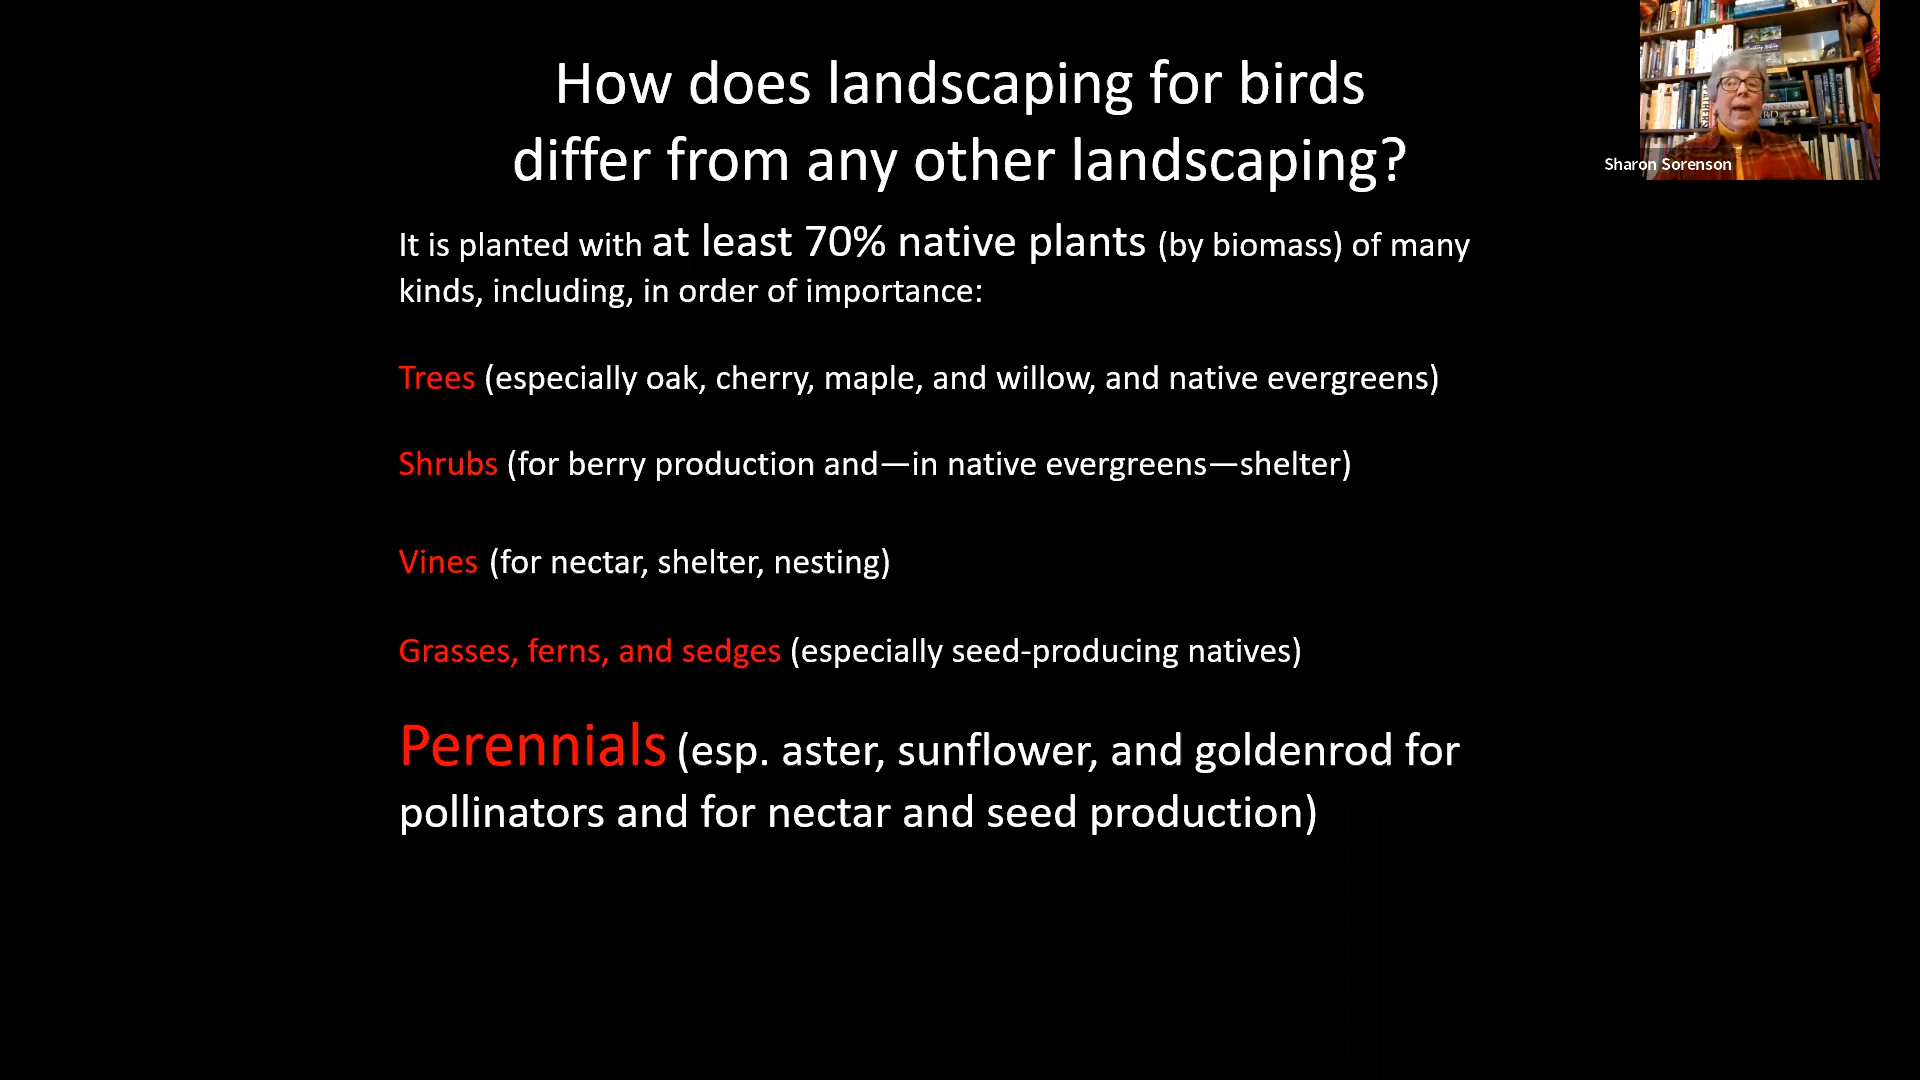 How does landscaping for birds
differ from any other landscaping?
Sharon Sorenson
It is planted with at least 70% native plants (by biomass) of many
kinds, including, in order of importance:
Trees (especially oak, cherry, maple, and willow, and native evergreens)
Shrubs (for berry production and—in native evergreens—shelter)
Vines (for nectar, shelter, nesting)
Grasses, ferns, and sedges (especially seed-producing natives)
Perennials (esp. aster, sunflower, and goldenrod for
pollinators and for nectar and seed production)